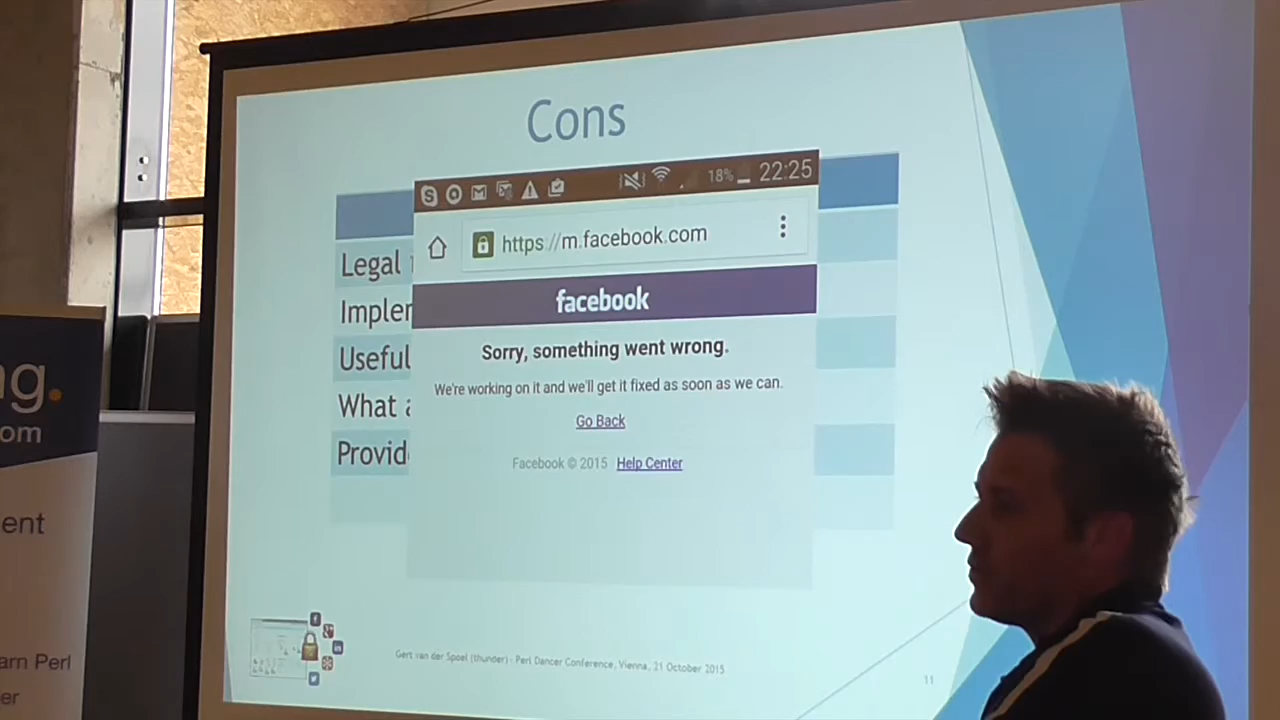 Cons
18% 22:25
https://m.facebook.com
facebook
Legal
Sorry, something went wrong.
Useful
We're working on it and we'll get it fixed as soon as we can.
What
Go Back
Facebook © 2015 Help Center
Gert van der Spoel (thunder) - Perl Dancer Conference, Vienna, 21 October 2015
11
ng.
om
ent
arn Perl
er